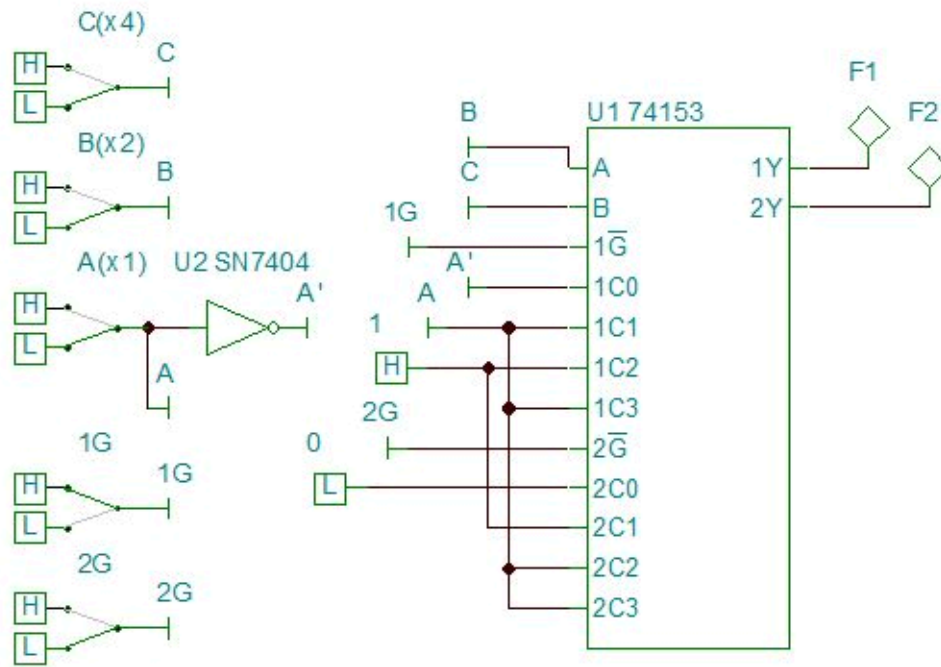 C(x4)
H
L
C
B(x2)
H
L
B
A(x1)
H
L
U2 SN7404
A'
A
1G
H
L
1G
2G
H
L
2G
B
C
1G
A'
A
1
H
2G
0
L
U1 74153
A
B
1G̅
1C0
1C1
1C2
1C3
2G̅
2C0
2C1
2C2
2C3
1Y
2Y
F1
F2